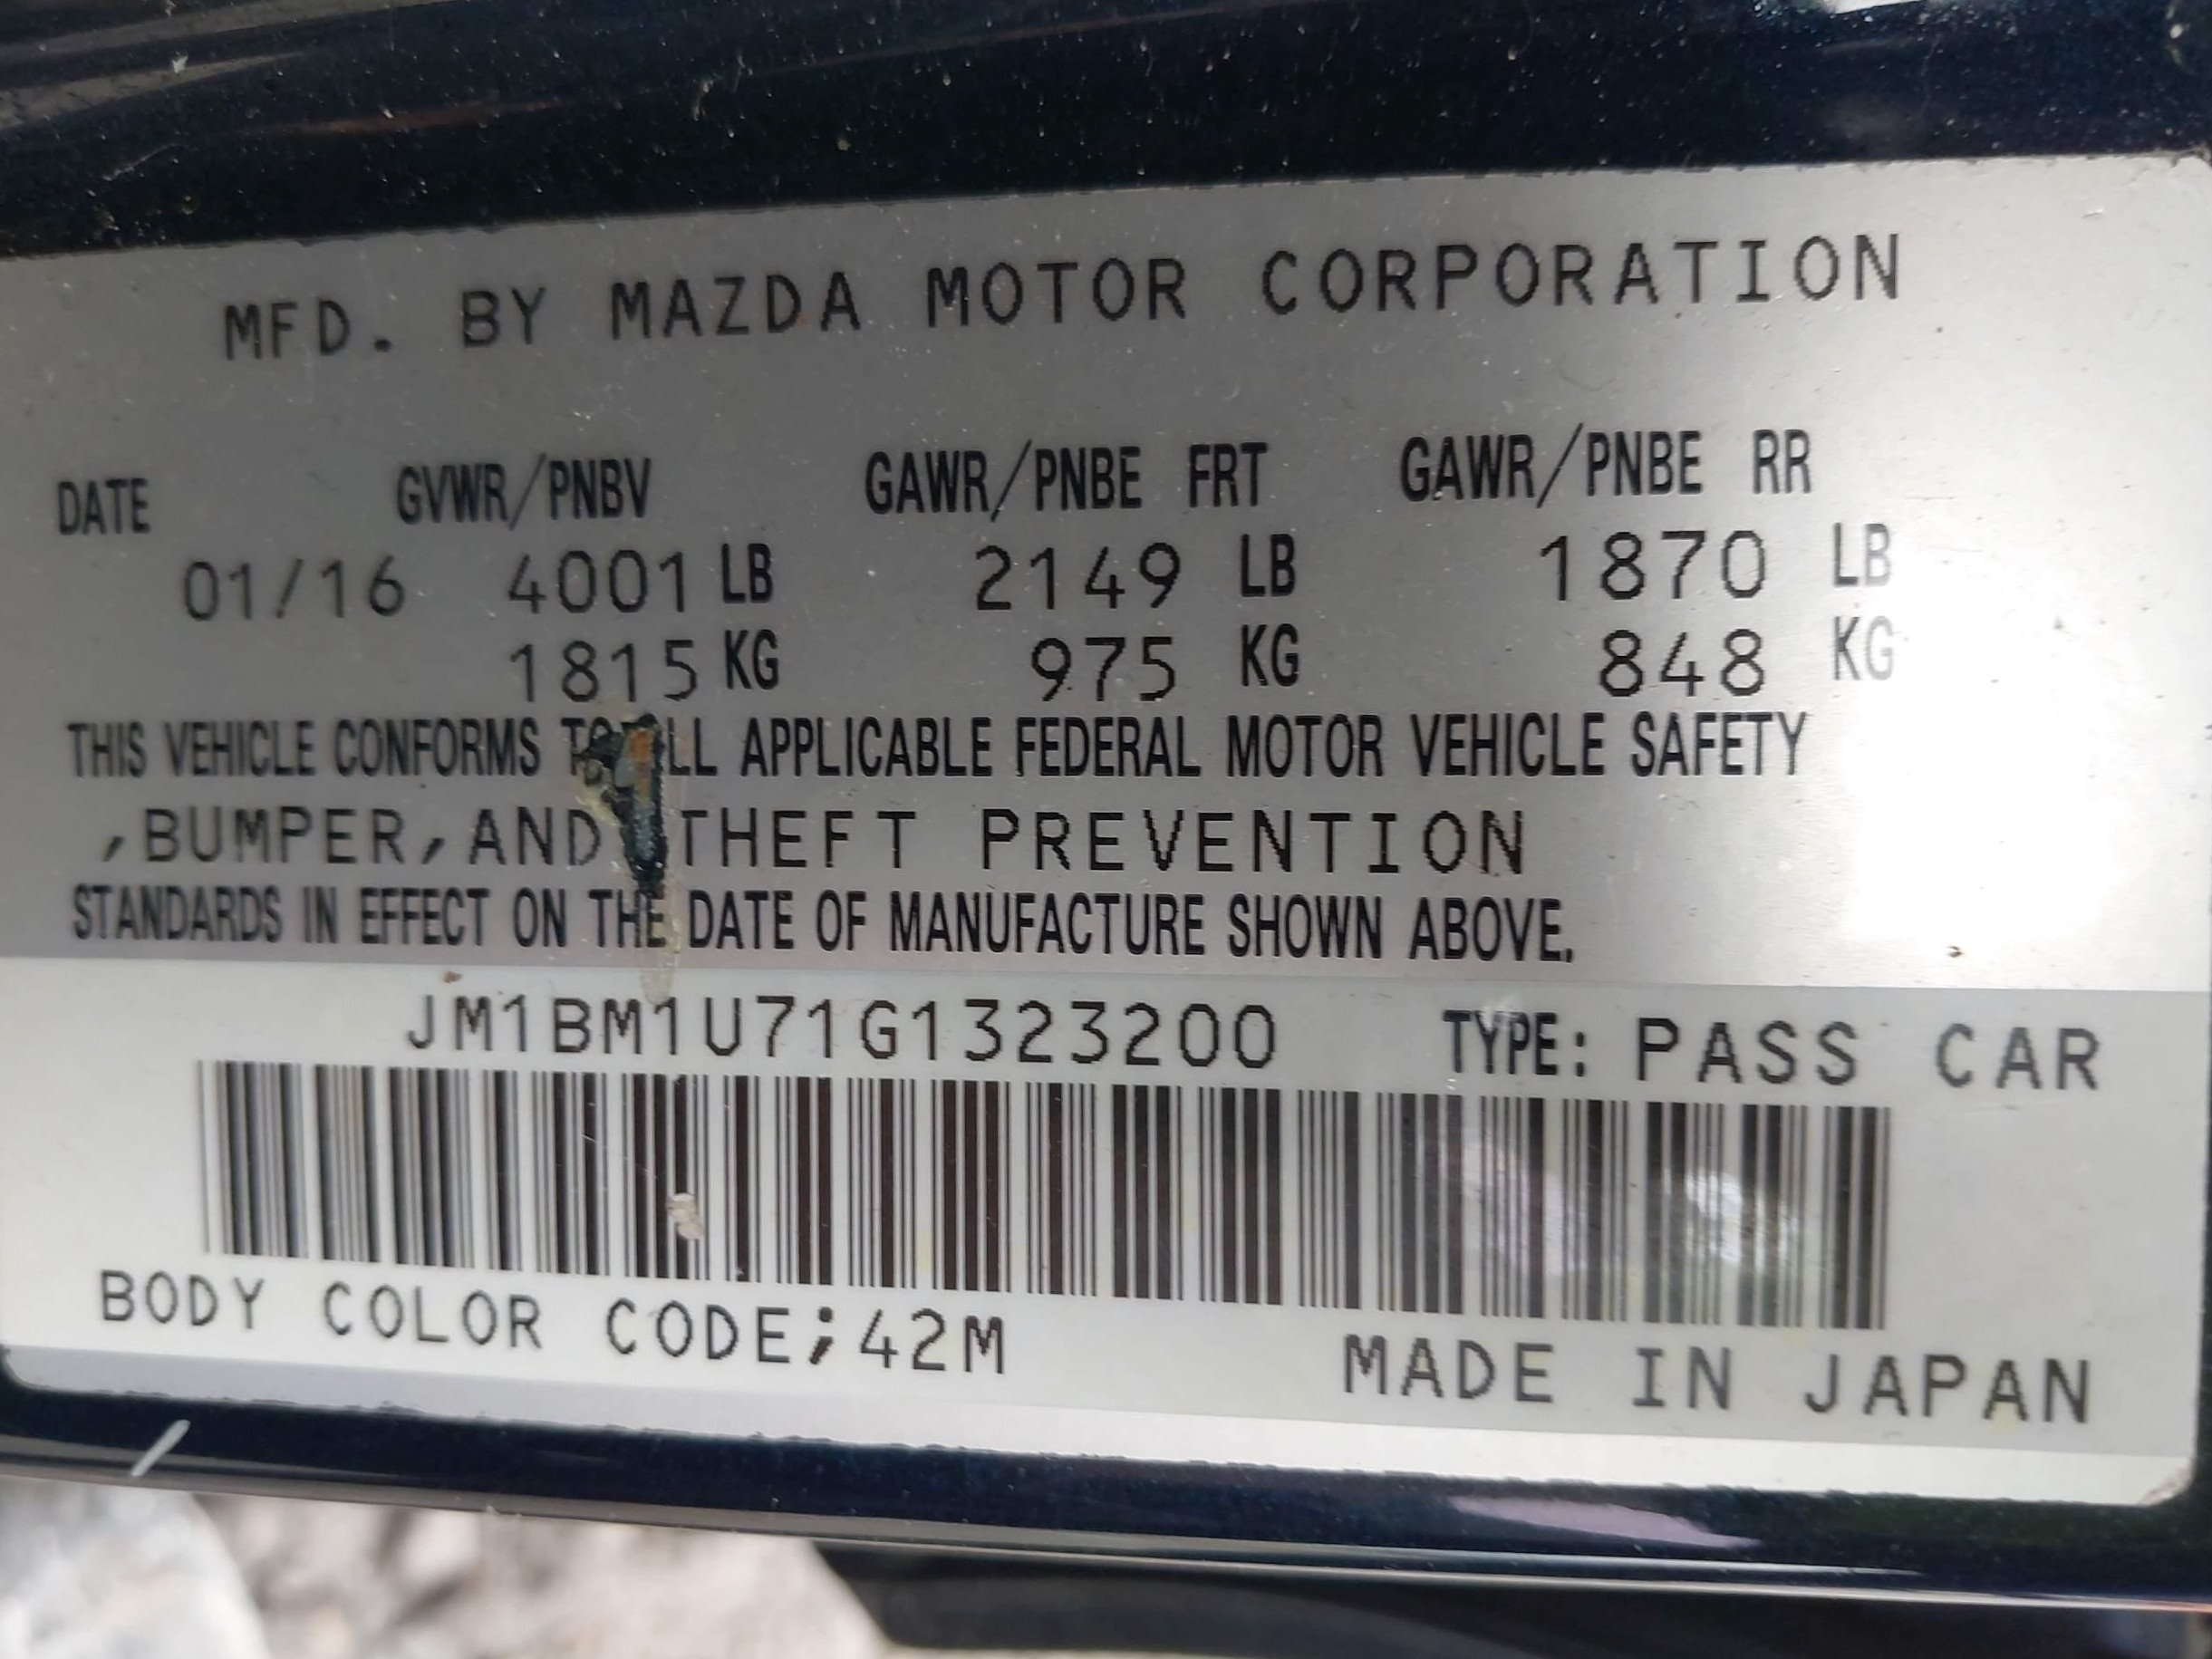 MFD. BY MAZDA MOTOR CORPORATION
DATE GVWR/PNBV GAWR/PNBE FRT GAWR/PNBE RR
01/16 4001 LB 2149 LB 1870 LB
1815 KG 975 KG 848 KG
THIS VEHICLE CONFORMS TO ALL APPLICABLE FEDERAL MOTOR VEHICLE SAFETY
,BUMPER,AND THEFT PREVENTION
STANDARDS IN EFFECT ON THE DATE OF MANUFACTURE SHOWN ABOVE.
JM1BM1U71G1323200 TYPE: PASS CAR
BODY COLOR CODE;42M MADE IN JAPAN